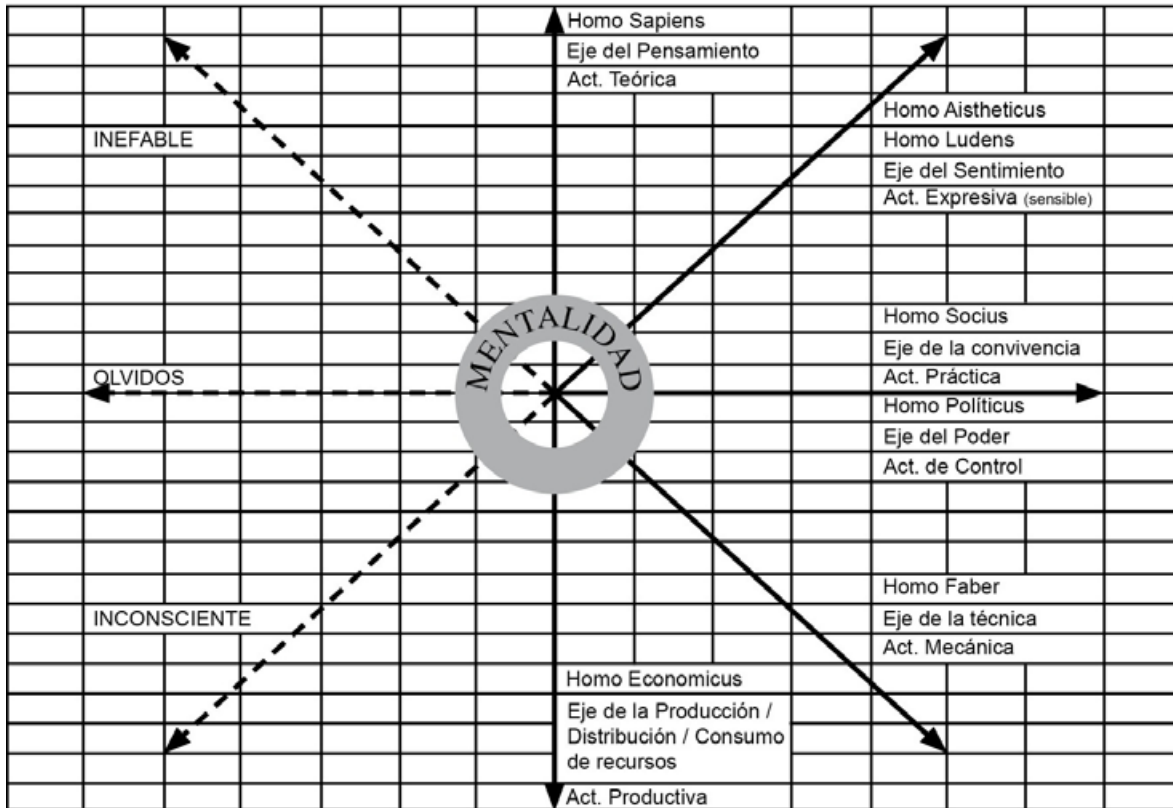 Homo Sapiens
Eje del Pensamiento
Act. Teórica
Homo Aistheticus
INEFABLE
Homo Ludens
Eje del Sentimiento
Act. Expresiva (sensible)
MENTALIDAD
Homo Socius
Eje de la convivencia
OLVIDOS
Act. Práctica
Homo Políticus
Eje del Poder
Act. de Control
Homo Faber
INCONSCIENTE
Eje de la técnica
Act. Mecánica
Homo Economicus
Eje de la Producción /
Distribución / Consumo
de recursos
Act. Productiva